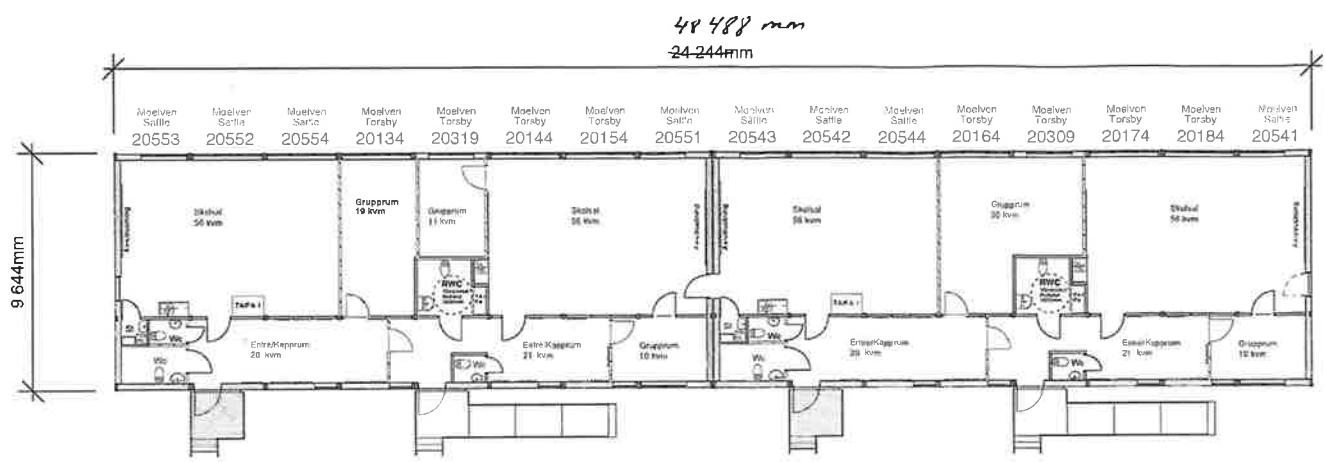 48 488 mm
24 244mm
Moelven Säffle 20553
Moelven Säffle 20552
Moelven Säffle 20554
Moelven Torsby 20134
Moelven Torsby 20319
Moelven Torsby 20144
Moelven Torsby 20154
Moelven Säffle 20551
Moelven Säffle 20543
Moelven Säffle 20542
Moelven Säffle 20544
Moelven Torsby 20164
Moelven Torsby 20309
Moelven Torsby 20174
Moelven Torsby 20184
Moelven Säffle 20541
9 644mm
Skolsal
56 kvm
Grupprum
19 kvm
Grupprum
11 kvm
Skolsal
56 kvm
Skolsal
56 kvm
Grupprum
30 kvm
Skolsal
56 kvm
RWC
RWC
Wc
Wc
Entre/Kapprum
20 kvm
Wc
Entre/Kapprum
21 kvm
Grupprum
10 kvm
Wc
Wc
Entre/Kapprum
20 kvm
Wc
Entre/Kapprum
21 kvm
Grupprum
10 kvm